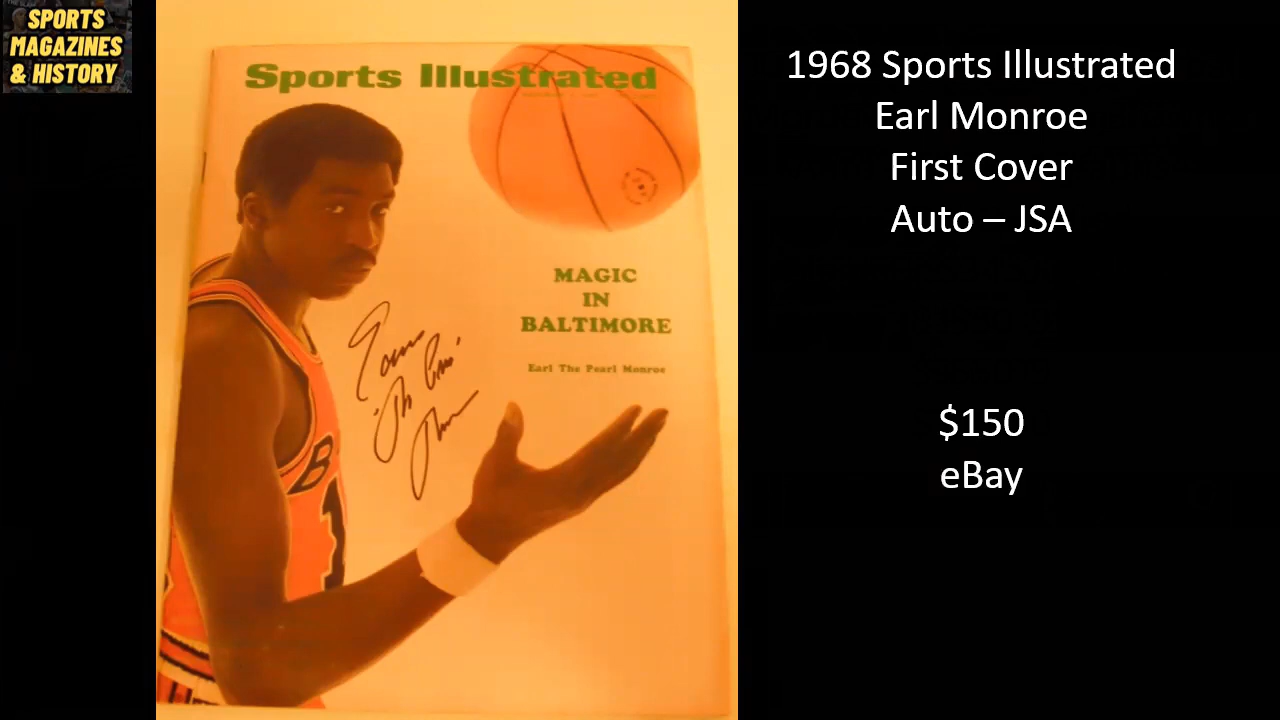 SPORTS
MAGAZINES
& HISTORY
Sports Illustrated
MAGIC
IN
BALTIMORE
Earl The Pearl Monroe
1968 Sports Illustrated
Earl Monroe
First Cover
Auto – JSA
$150
eBay